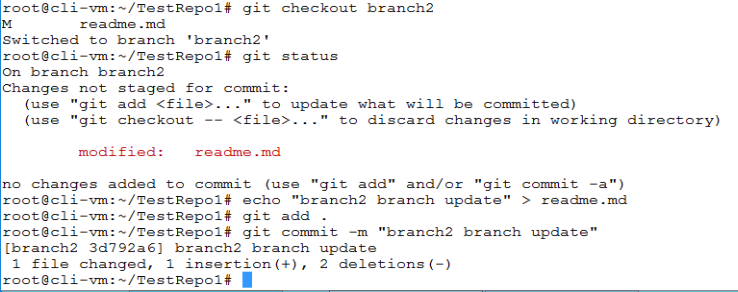 root@cli-vm:~/TestRepo1# git checkout branch2
M       readme.md
Switched to branch 'branch2'
root@cli-vm:~/TestRepo1# git status
On branch branch2
Changes not staged for commit:
  (use "git add <file>..." to update what will be committed)
  (use "git checkout -- <file>..." to discard changes in working directory)
        modified:   readme.md
no changes added to commit (use "git add" and/or "git commit -a")
root@cli-vm:~/TestRepo1# echo "branch2 branch update" > readme.md
root@cli-vm:~/TestRepo1# git add .
root@cli-vm:~/TestRepo1# git commit -m "branch2 branch update"
[branch2 3d792a6] branch2 branch update
 1 file changed, 1 insertion(+), 2 deletions(-)
root@cli-vm:~/TestRepo1#